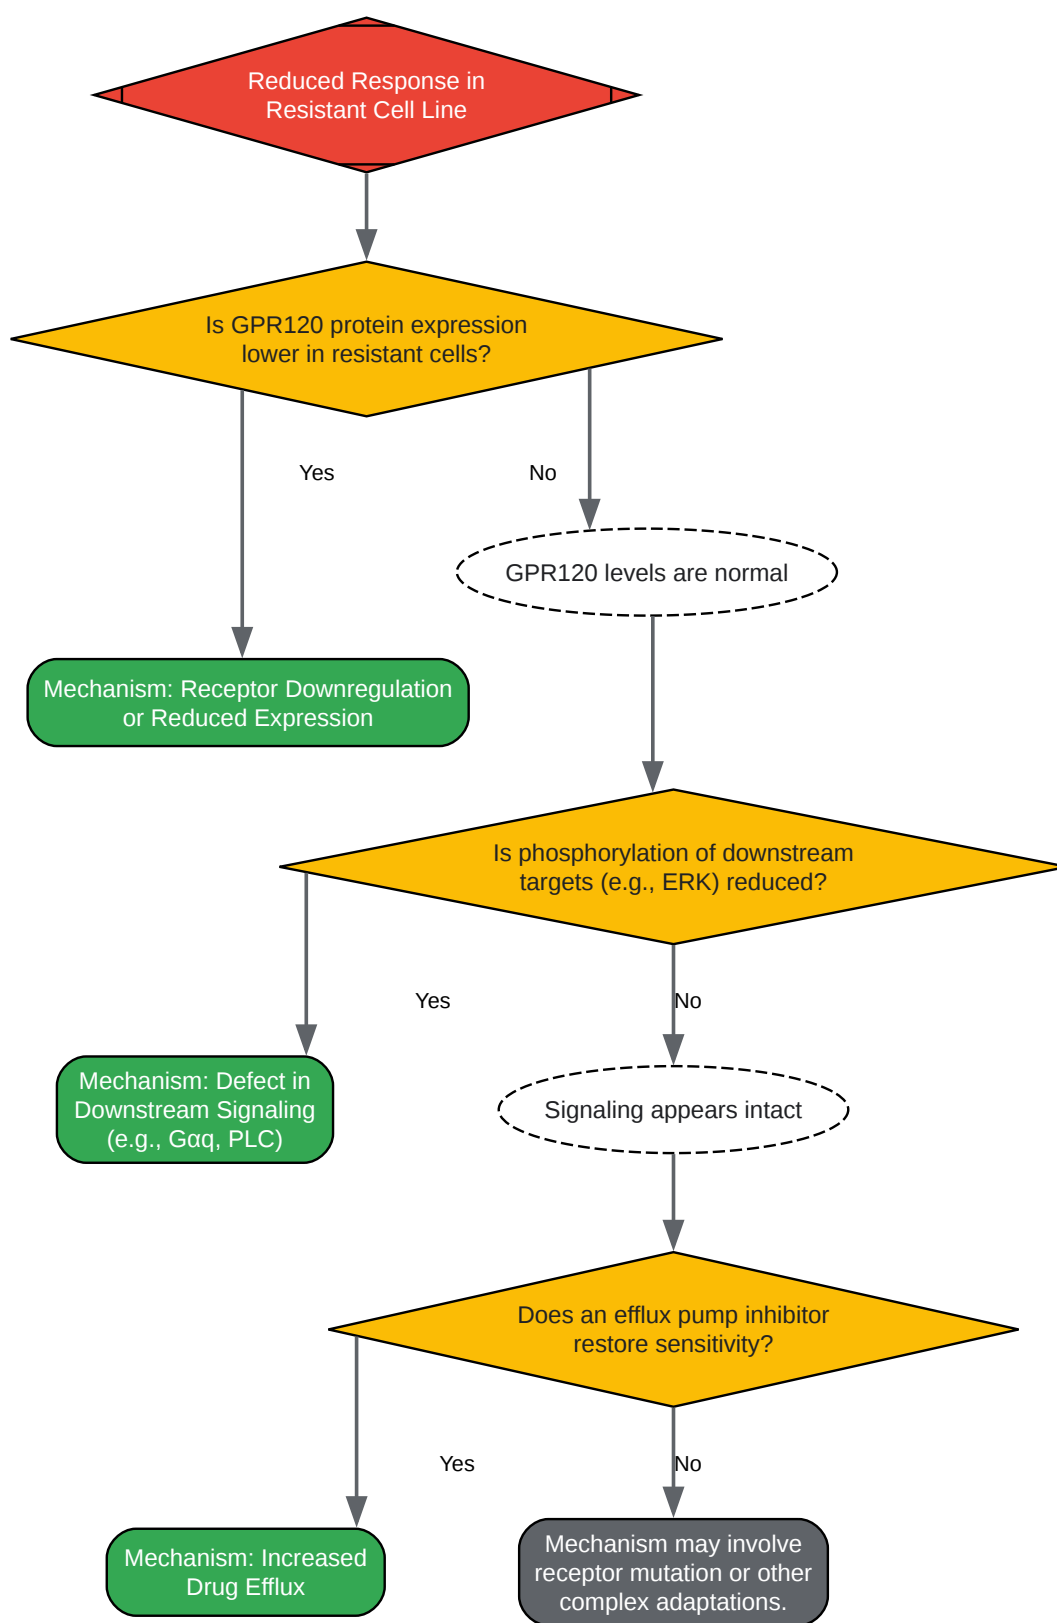 Reduced Response in
Resistant Cell Line
Is GPR120 protein expression
lower in resistant cells?
Yes
No
GPR120 levels are normal
Mechanism: Receptor Downregulation
or Reduced Expression
Is phosphorylation of downstream
targets (e.g., ERK) reduced?
Yes
No
Mechanism: Defect in
Downstream Signaling
(e.g., Gαq, PLC)
Signaling appears intact
Does an efflux pump inhibitor
restore sensitivity?
Yes
No
Mechanism: Increased
Drug Efflux
Mechanism may involve
receptor mutation or other
complex adaptations.